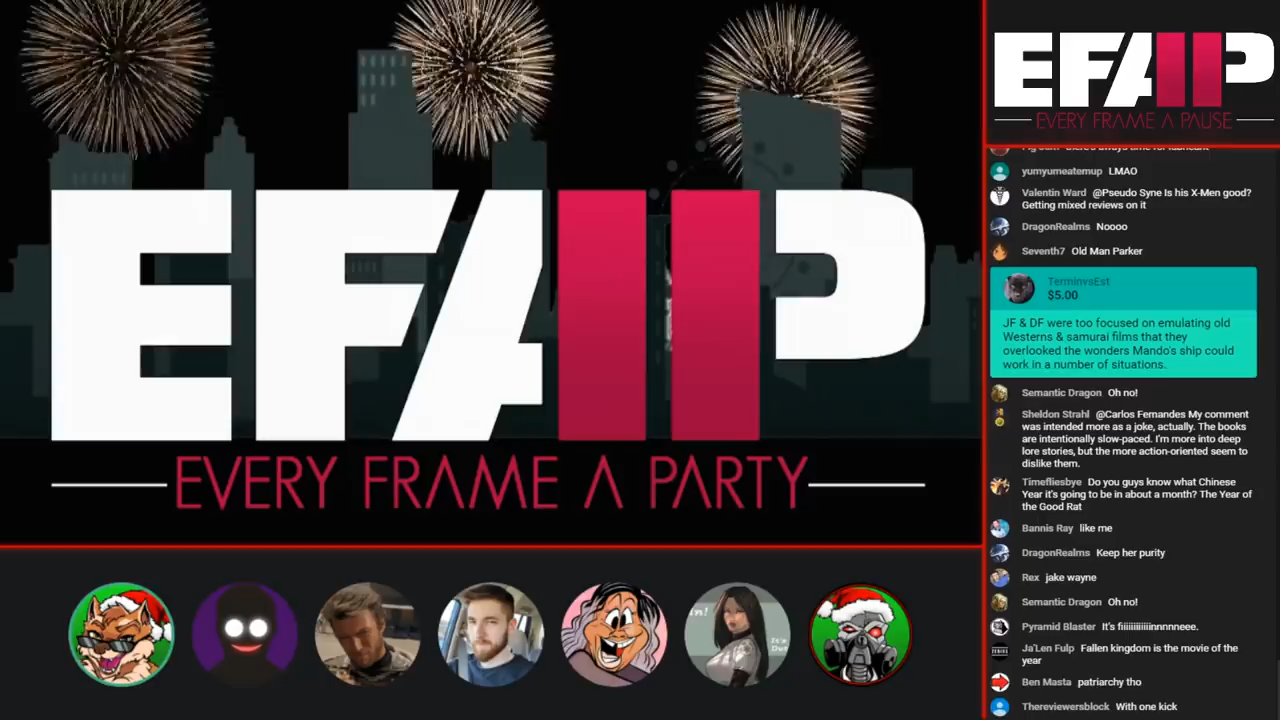 EFAP
EVERY FRAME A PARTY
EFAP
EVERY FRAME A PAUSE
yumyumeatemup LMAO
Valentin Ward @Pseudo Syne Is his X-Men good?
Getting mixed reviews on it
DragonRealms Noooo
Seventh7 Old Man Parker
TerminvsEst
$5.00
JF & DF were too focused on emulating old
Westerns & samurai films that they
overlooked the wonders Mando's ship could
work in a number of situations.
Semantic Dragon Oh no!
Sheldon Strahl @Carlos Fernandes My comment
was intended more as a joke, actually. The books
are intentionally slow-paced. I'm more into deep
lore stories, but the more action-oriented seem to
dislike them.
Timefliesbye Do you guys know what Chinese
Year it's going to be in about a month? The Year of
the Good Rat
Bannis Ray like me
DragonRealms Keep her purity
Rex jake wayne
Semantic Dragon Oh no!
Pyramid Blaster It's fiiiiiiiiiinnnnneee.
Ja'Len Fulp Fallen kingdom is the movie of the
year
Ben Masta patriarchy tho
Thereviewersblock With one kick